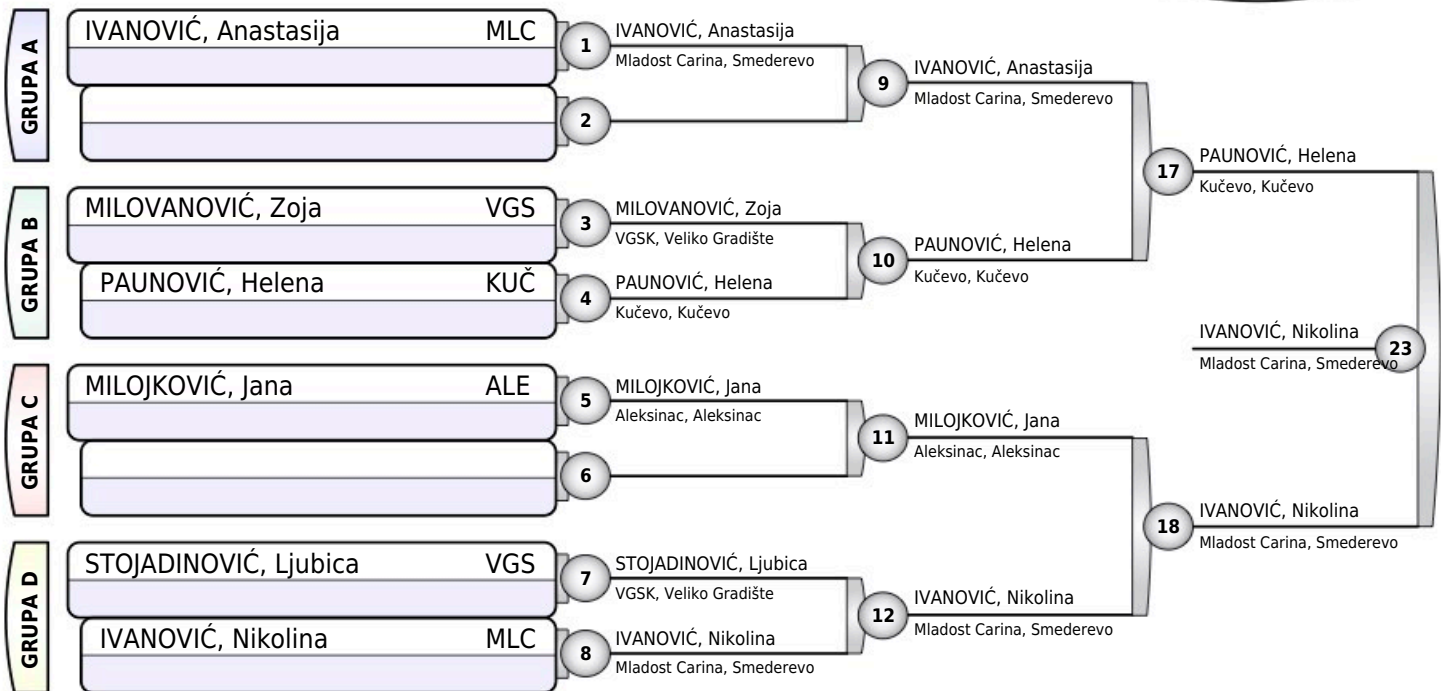 GRUPA A
IVANOVIĆ, Anastasija MLC
1
2
GRUPA B
MILOVANOVIĆ, Zoja VGS
3
PAUNOVIĆ, Helena KUČ
4
GRUPA C
MILOJKOVIĆ, Jana ALE
5
6
GRUPA D
STOJADINOVIĆ, Ljubica VGS
7
IVANOVIĆ, Nikolina MLC
8
IVANOVIĆ, Anastasija
Mladost Carina, Smederevo
MILOVANOVIĆ, Zoja
VGSK, Veliko Gradište
PAUNOVIĆ, Helena
Kučevo, Kučevo
MILOJKOVIĆ, Jana
Aleksinac, Aleksinac
STOJADINOVIĆ, Ljubica
VGSK, Veliko Gradište
IVANOVIĆ, Nikolina
Mladost Carina, Smederevo
9
IVANOVIĆ, Anastasija
Mladost Carina, Smederevo
10
PAUNOVIĆ, Helena
Kučevo, Kučevo
11
MILOJKOVIĆ, Jana
Aleksinac, Aleksinac
12
IVANOVIĆ, Nikolina
Mladost Carina, Smederevo
17
PAUNOVIĆ, Helena
Kučevo, Kučevo
18
IVANOVIĆ, Nikolina
Mladost Carina, Smederevo
IVANOVIĆ, Nikolina
Mladost Carina, Smederevo
23